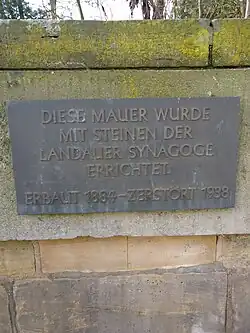 DIESE MAUER WURDE
MIT STEINEN DER
LANDAUER SYNAGOGE
ERRICHTET.
ERBAUT 1884 – ZERSTÖRT 1938